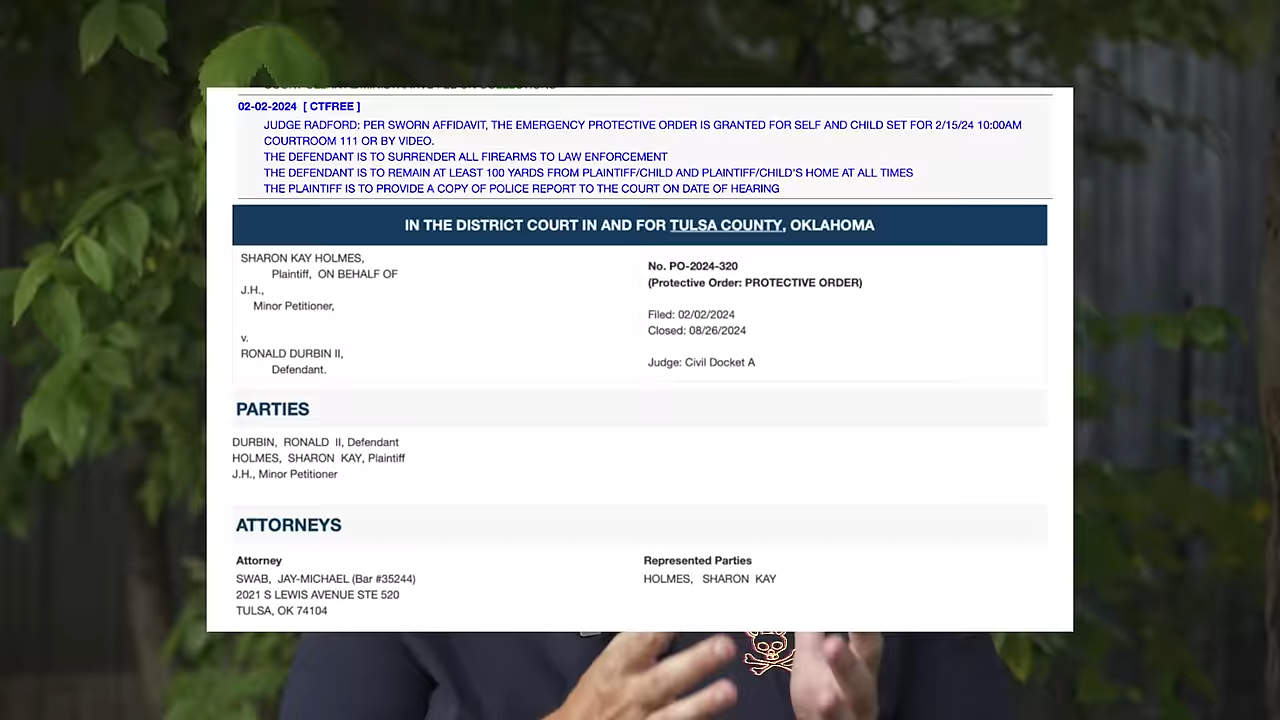 02-02-2024 [ CTFREE ]
JUDGE RADFORD: PER SWORN AFFIDAVIT, THE EMERGENCY PROTECTIVE ORDER IS GRANTED FOR SELF AND CHILD SET FOR 2/15/24 10:00AM
COURTROOM 111 OR BY VIDEO.
THE DEFENDANT IS TO SURRENDER ALL FIREARMS TO LAW ENFORCEMENT
THE DEFENDANT IS TO REMAIN AT LEAST 100 YARDS FROM PLAINTIFF/CHILD AND PLAINTIFF/CHILD'S HOME AT ALL TIMES
THE PLAINTIFF IS TO PROVIDE A COPY OF POLICE REPORT TO THE COURT ON DATE OF HEARING
IN THE DISTRICT COURT IN AND FOR TULSA COUNTY, OKLAHOMA
SHARON KAY HOLMES,
Plaintiff, ON BEHALF OF
J.H.,
Minor Petitioner,
v.
RONALD DURBIN II,
Defendant.
No. PO-2024-320
(Protective Order: PROTECTIVE ORDER)
Filed: 02/02/2024
Closed: 08/26/2024
Judge: Civil Docket A
PARTIES
DURBIN, RONALD II, Defendant
HOLMES, SHARON KAY, Plaintiff
J.H., Minor Petitioner
ATTORNEYS
Attorney
SWAB, JAY-MICHAEL (Bar #35244)
2021 S LEWIS AVENUE STE 520
TULSA, OK 74104
Represented Parties
HOLMES, SHARON KAY